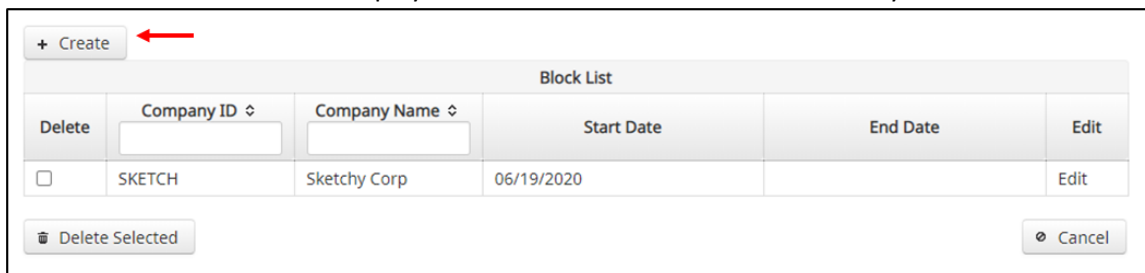 + Create
Block List
Delete Company ID Company Name Start Date End Date Edit
SKETCH Sketchy Corp 06/19/2020 Edit
Delete Selected Cancel